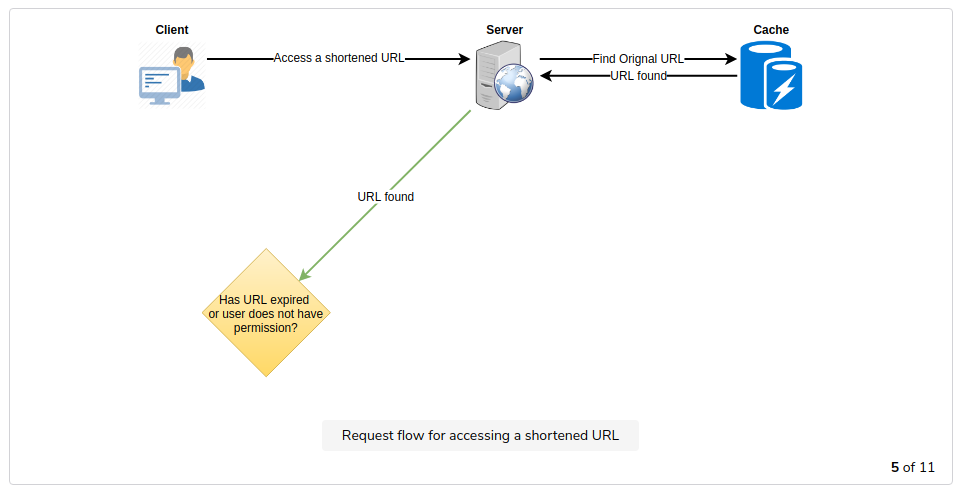 Client
Server
Cache
Access a shortened URL
Find Orignal URL
URL found
URL found
Has URL expired
or user does not have
permission?
Request flow for accessing a shortened URL
5 of 11